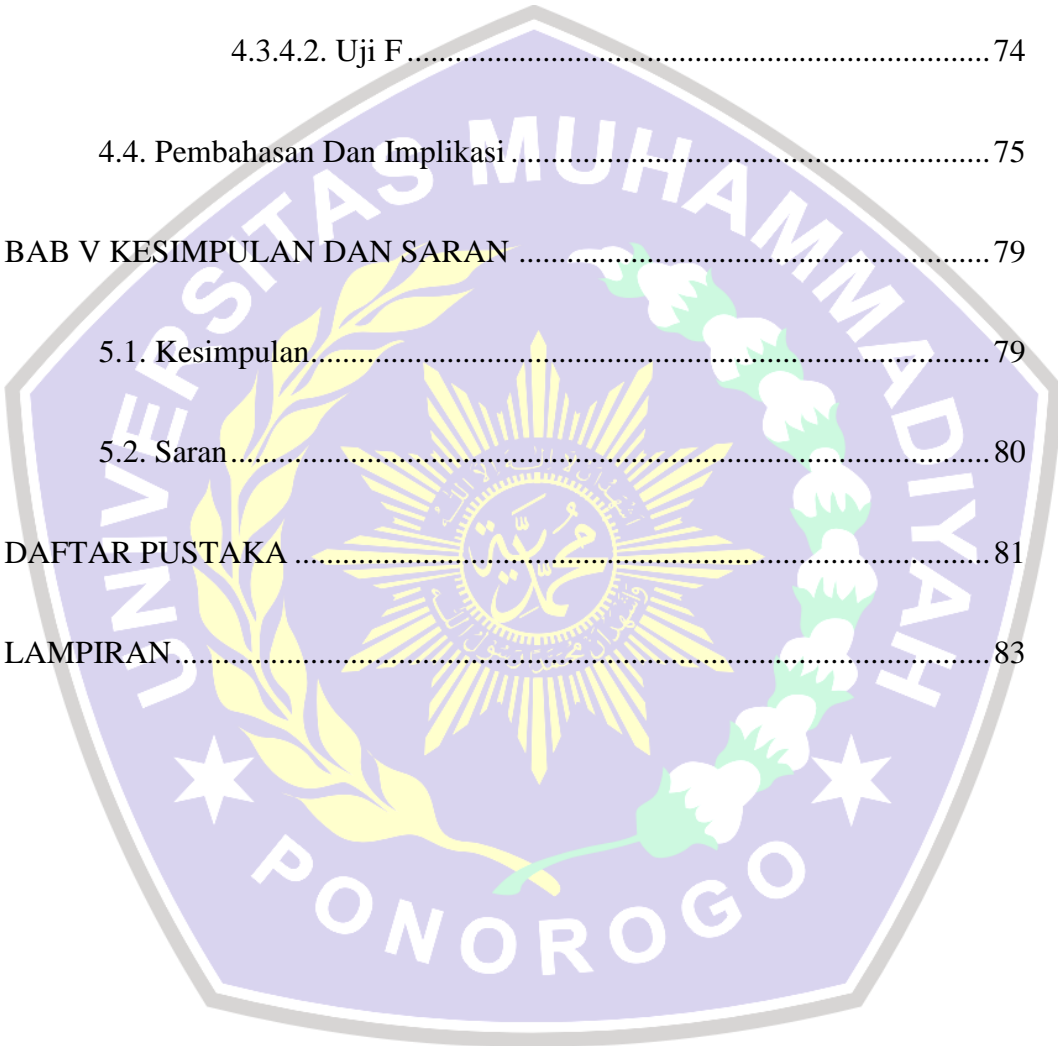 4.3.4.2. Uji F ........................................................................ 74
4.4. Pembahasan Dan Implikasi ........................................................... 75
BAB V KESIMPULAN DAN SARAN .......................................................... 79
5.1. Kesimpulan .................................................................................... 79
5.2. Saran .............................................................................................. 80
DAFTAR PUSTAKA ..................................................................................... 81
LAMPIRAN .................................................................................................... 83
UNIVERSITAS MUHAMMADIYAH
محمدية
PONOROGO